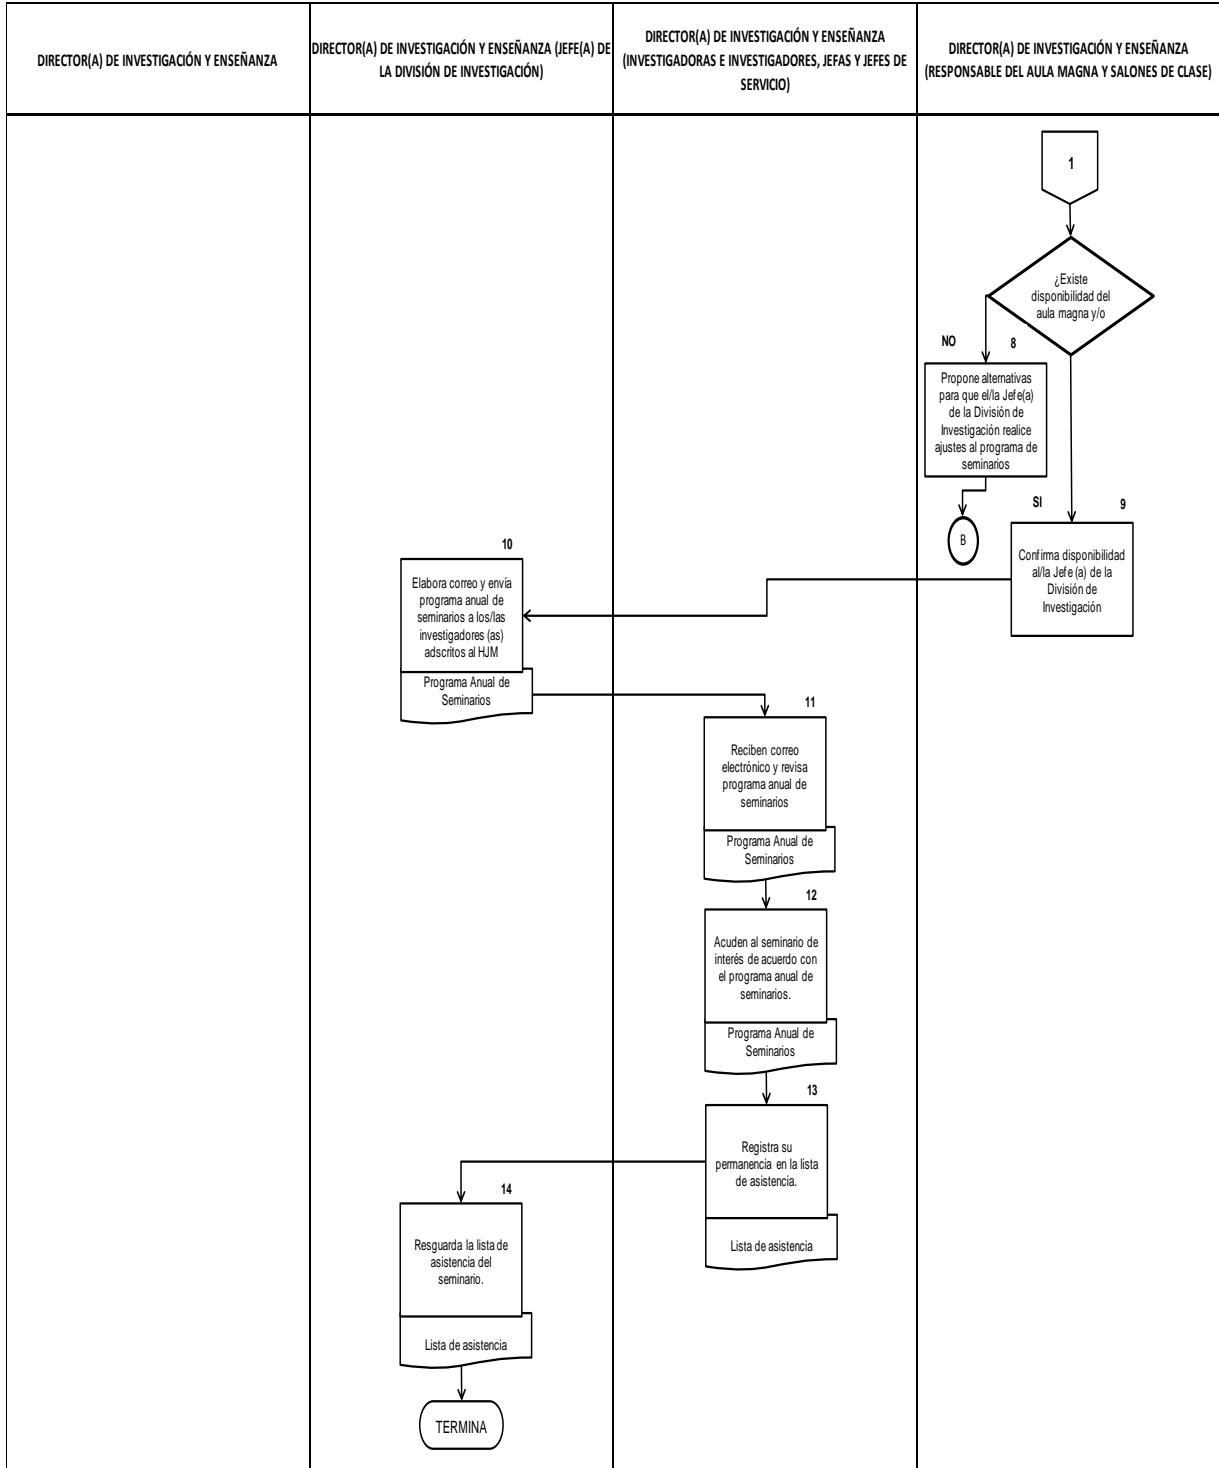 DIRECTOR(A) DE INVESTIGACIÓN Y ENSEÑANZA
DIRECTOR(A) DE INVESTIGACIÓN Y ENSEÑANZA (JEFE(A) DE
LA DIVISIÓN DE INVESTIGACIÓN)
DIRECTOR(A) DE INVESTIGACIÓN Y ENSEÑANZA
(INVESTIGADORAS E INVESTIGADORES, JEFAS Y JEFES DE
SERVICIO)
DIRECTOR(A) DE INVESTIGACIÓN Y ENSEÑANZA
(RESPONSABLE DEL AULA MAGNA Y SALONES DE CLASE)
1
¿Existe
disponibilidad del
aula magna y/o
NO
8
Propone alternativas
para que el/la Jefe(a)
de la División de
Investigación realice
ajustes al programa de
seminarios
B
SI
9
Confirma disponibilidad
al/la Jefe (a) de la
División de
Investigación
10
Elabora correo y envía
programa anual de
seminarios a los/las
investigadores (as)
adscritos al HJM
Programa Anual de
Seminarios
11
Reciben correo
electrónico y revisa
programa anual de
seminarios
Programa Anual de
Seminarios
12
Acuden al seminario de
interés de acuerdo con
el programa anual de
seminarios.
Programa Anual de
Seminarios
13
Registra su
permanencia en la lista
de asistencia.
Lista de asistencia
14
Resguarda la lista de
asistencia del
seminario.
Lista de asistencia
TERMINA